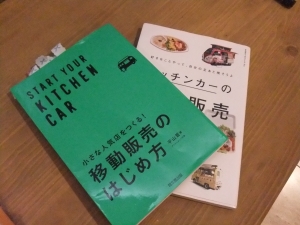 START YOUR
KITCHEN
CAR
小さな人気店をつくる！
移動販売の
はじめ方
ッチンカーの
販売